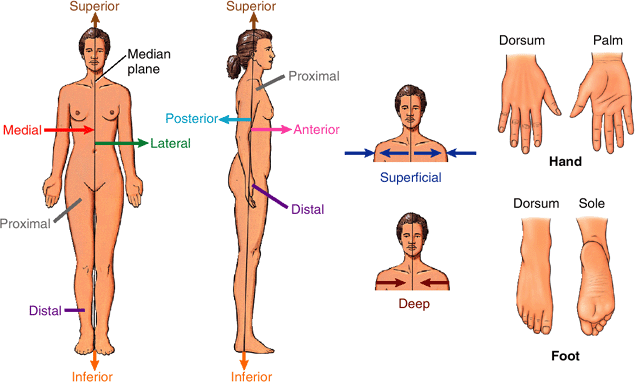 Superior
Median
plane
Medial
Lateral
Proximal
Distal
Inferior
Superior
Proximal
Posterior
Anterior
Distal
Inferior
Superficial
Deep
Dorsum
Palm
Hand
Dorsum
Sole
Foot